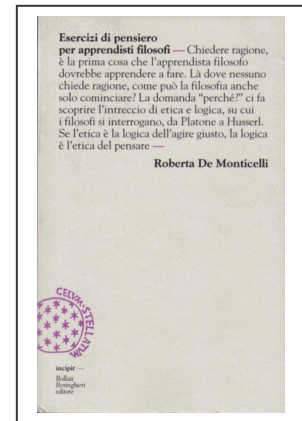 Esercizi di pensiero
per apprendisti filosofi — Chiedere ragione,
è la prima cosa che l'apprendista filosofo
dovrebbe apprendere a fare. Là dove nessuno
chiede ragione, come può la filosofia anche
solo cominciare? La domanda "perché?" ci fa
scoprire l'intreccio di etica e logica, su cui
i filosofi si interrogano, da Platone a Husserl.
Se l'etica è la logica dell'agire giusto, la logica
è l'etica del pensare —
Roberta De Monticelli
CELVM·STELLATVM
incipit —
Bollati
Boringhieri
editore